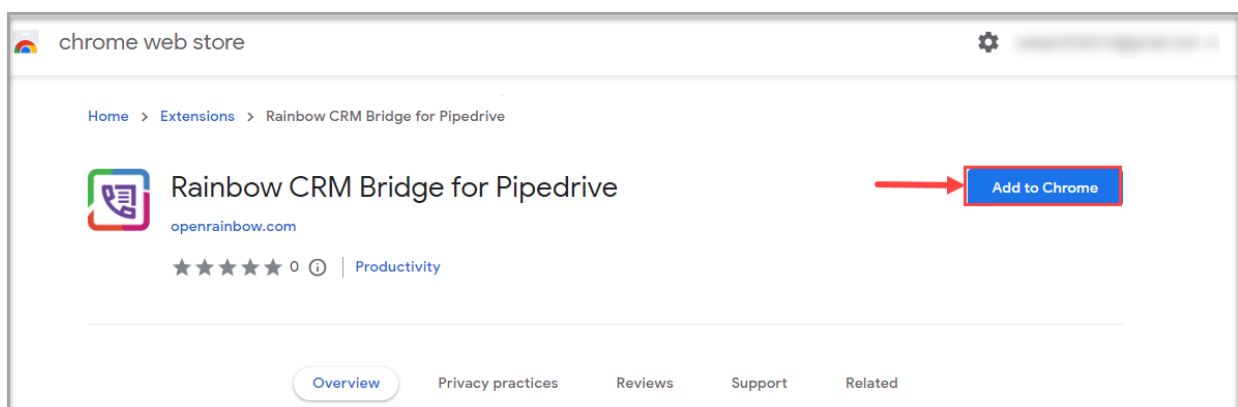 chrome web store
Home > Extensions > Rainbow CRM Bridge for Pipedrive
Rainbow CRM Bridge for Pipedrive
Add to Chrome
openrainbow.com
0 Productivity
Overview Privacy practices Reviews Support Related